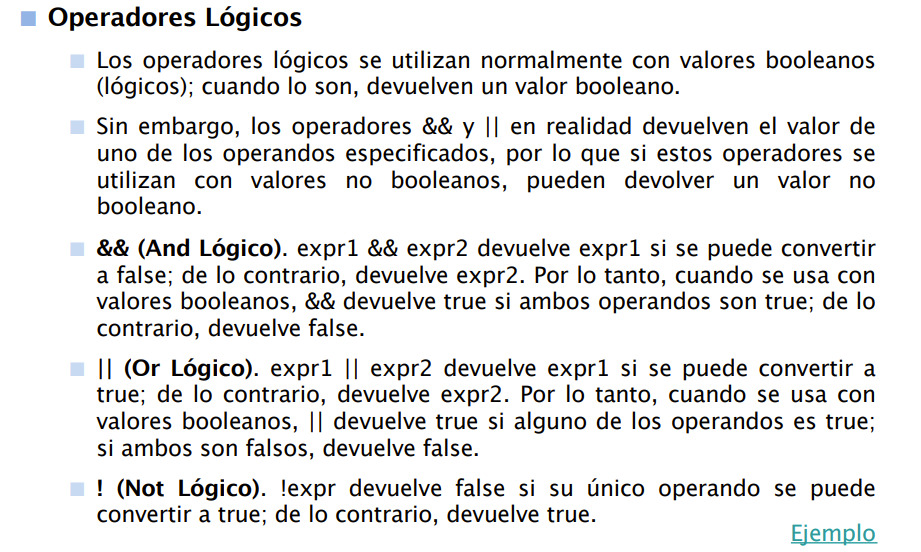 Operadores Lógicos
Los operadores lógicos se utilizan normalmente con valores booleanos
(lógicos); cuando lo son, devuelven un valor booleano.
Sin embargo, los operadores && y || en realidad devuelven el valor de
uno de los operandos especificados, por lo que si estos operadores se
utilizan con valores no booleanos, pueden devolver un valor no
booleano.
&& (And Lógico). expr1 && expr2 devuelve expr1 si se puede convertir
a false; de lo contrario, devuelve expr2. Por lo tanto, cuando se usa con
valores booleanos, && devuelve true si ambos operandos son true; de lo
contrario, devuelve false.
|| (Or Lógico). expr1 || expr2 devuelve expr1 si se puede convertir a
true; de lo contrario, devuelve expr2. Por lo tanto, cuando se usa con
valores booleanos, || devuelve true si alguno de los operandos es true;
si ambos son falsos, devuelve false.
! (Not Lógico). !expr devuelve false si su único operando se puede
convertir a true; de lo contrario, devuelve true.
Ejemplo